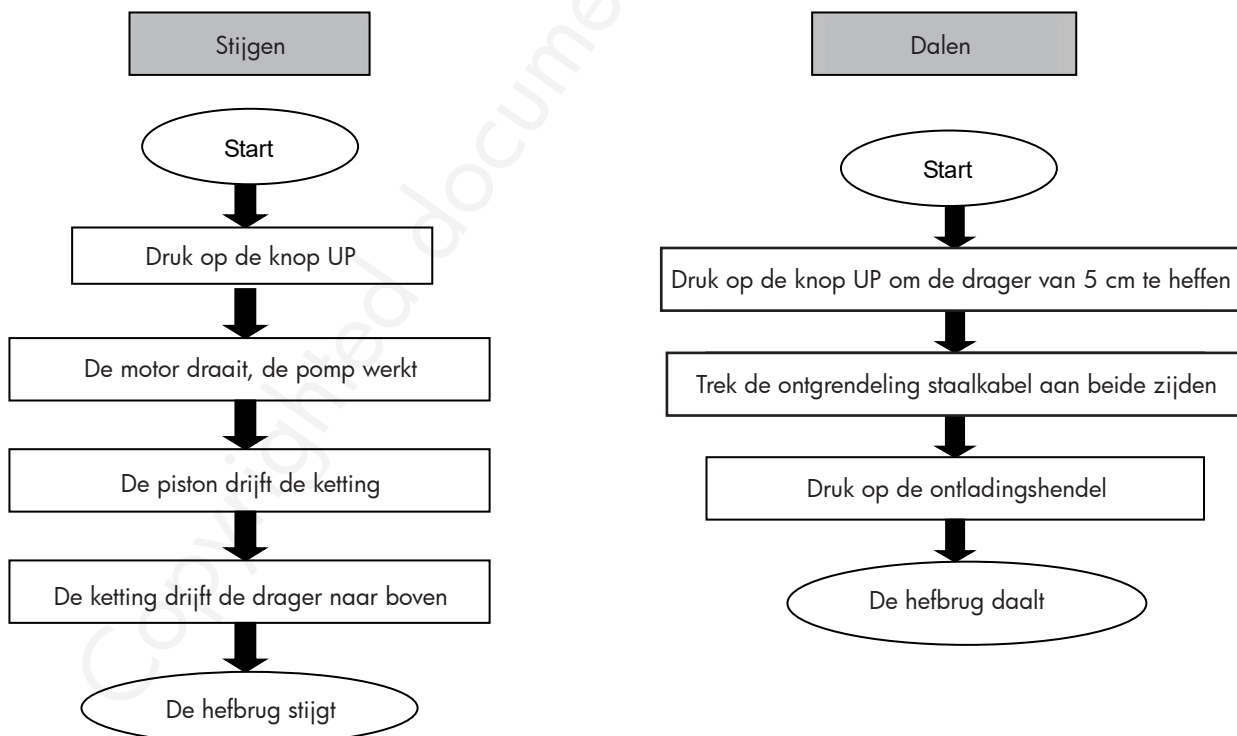 Stijgen
Start
Druk op de knop UP
De motor draait, de pomp werkt
De piston drijft de ketting
De ketting drijft de drager naar boven
De hefbrug stijgt
Dalen
Start
Druk op de knop UP om de drager van 5 cm te heffen
Trek de ontgrendeling staalkabel aan beide zijden
Druk op de ontladingshendel
De hefbrug daalt
Copyrighted docume